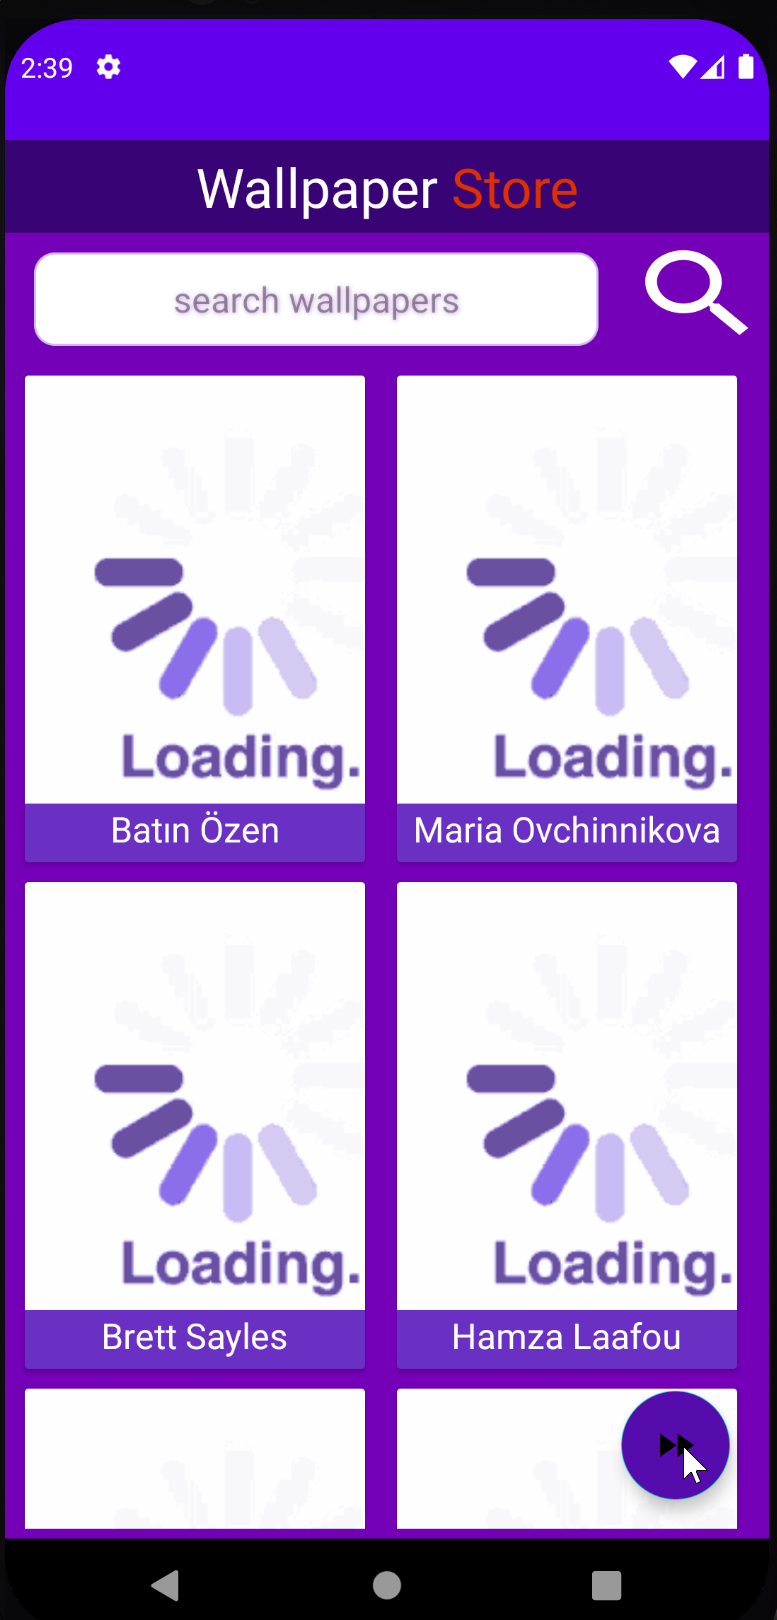 2:39
Wallpaper Store
search wallpapers
Loading.
Loading.
Batın Özen
Maria Ovchinnikova
Loading.
Loading.
Brett Sayles
Hamza Laafou